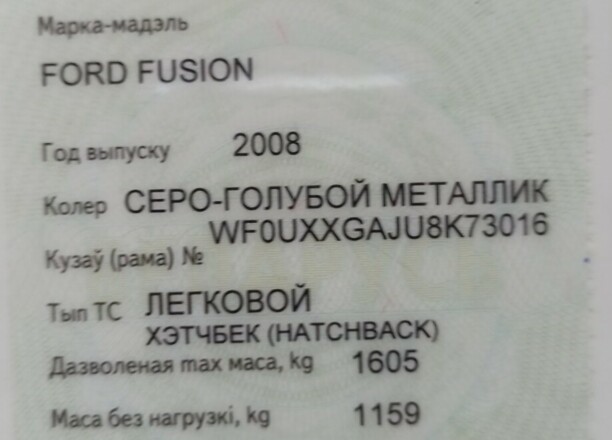 Марка-мадэль
FORD FUSION
Год выпуску 2008
Колер СЕРО-ГОЛУБОЙ МЕТАЛЛИК
WF0UXXGAJU8K73016
Кузаў (рама) №
Тып ТС ЛЕГКОВОЙ
ХЭТЧБЕК (HATCHBACK)
Дазволеная max маса, kg 1605
Маса без нагрузкі, kg 1159